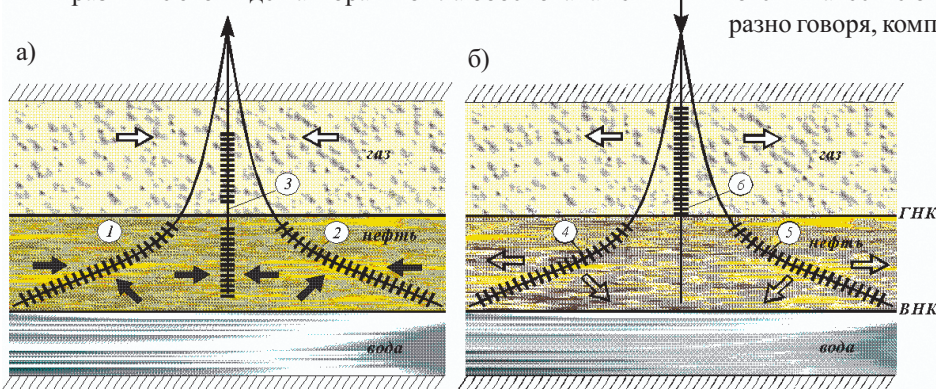 разно говоря, комп
а)
б)
газ
3
1
2
нефть
газ
6
ГНК
4
5
нефть
ВНК
вода
вода